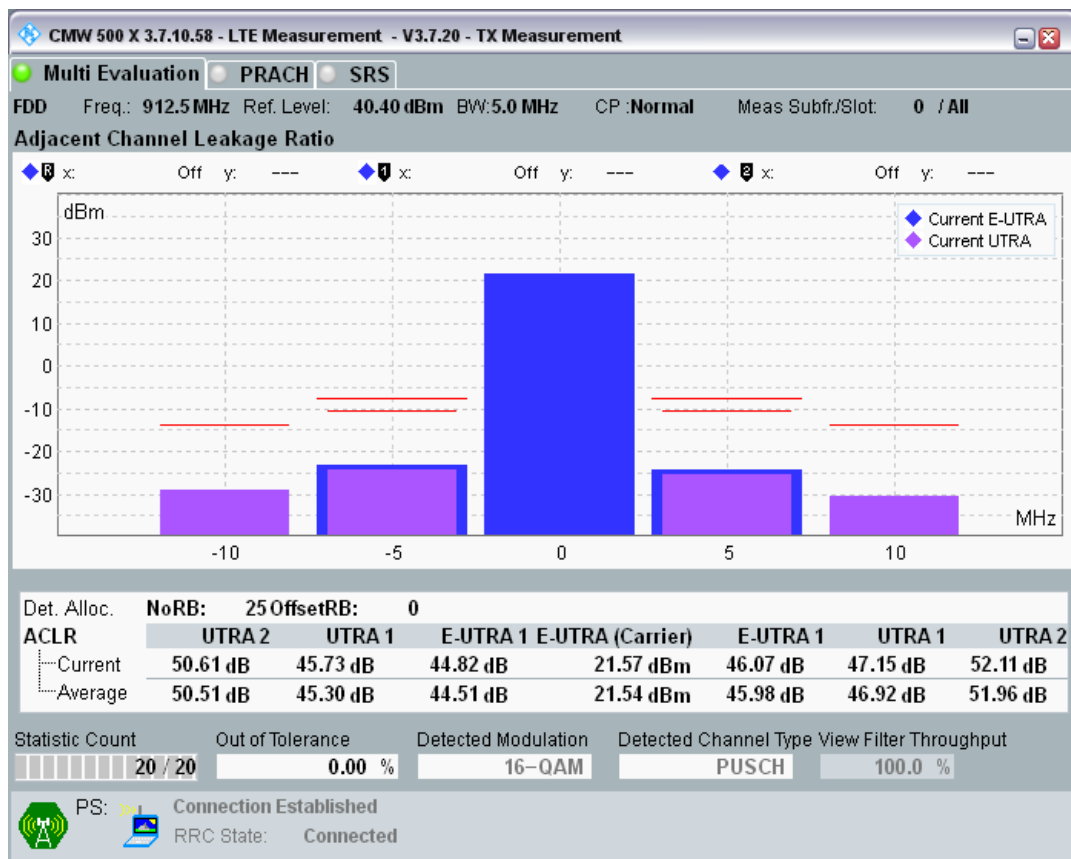 CMW 500 X 3.7.10.58 - LTE Measurement - V3.7.20 - TX Measurement
Multi Evaluation PRACH SRS
FDD Freq.: 912.5 MHz Ref. Level: 40.40 dBm BW:5.0 MHz CP :Normal Meas Subfr./Slot: 0 / All
Adjacent Channel Leakage Ratio
R x: Off y: --- 1 x: Off y: --- 2 x: Off y: ---
dBm
Current E-UTRA
Current UTRA
30
20
10
0
-10
-20
-30
MHz
-10 -5 0 5 10
Det. Alloc. NoRB: 25 OffsetRB: 0
ACLR UTRA 2 UTRA 1 E-UTRA 1 E-UTRA (Carrier) E-UTRA 1 UTRA 1 UTRA 2
Current 50.61 dB 45.73 dB 44.82 dB 21.57 dBm 46.07 dB 47.15 dB 52.11 dB
Average 50.51 dB 45.30 dB 44.51 dB 21.54 dBm 45.98 dB 46.92 dB 51.96 dB
Statistic Count Out of Tolerance Detected Modulation Detected Channel Type View Filter Throughput
20 / 20 0.00 % 16-QAM PUSCH 100.0 %
PS: Connection Established
RRC State: Connected